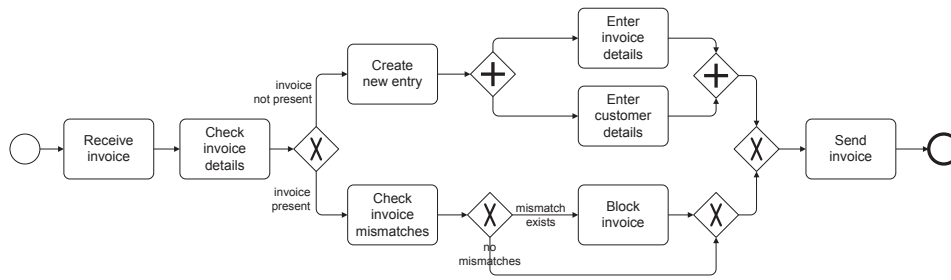 Receive
invoice
Check
invoice
details
invoice
not present
Create
new entry
Enter
invoice
details
Enter
customer
details
invoice
present
Check
invoice
mismatches
mismatch
exists
no
mismatches
Block
invoice
Send
invoice